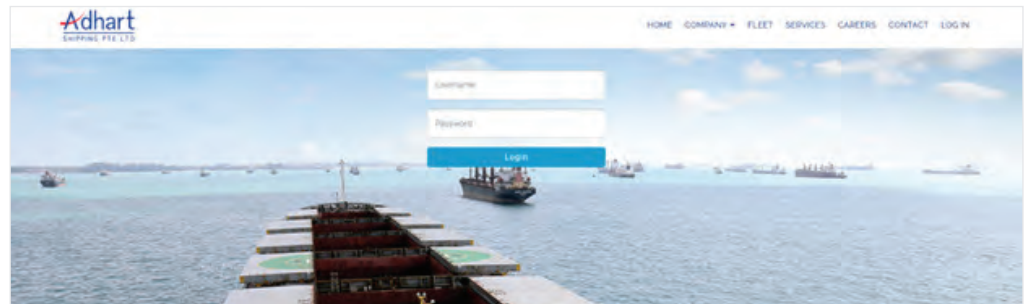 Adhart
SHIPPING PTE LTD
HOME COMPANY FLEET SERVICES CAREERS CONTACT LOG IN
Username
Password
Login